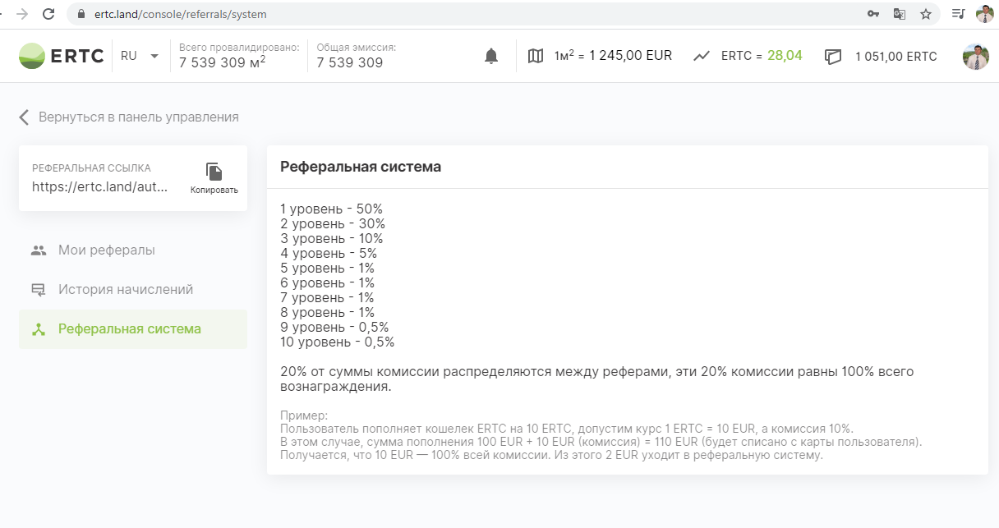 ertc.land/console/referrals/system
ERTC
RU
Всего провалидировано:
7 539 309 м²
Общая эмиссия:
7 539 309
1м² = 1 245,00 EUR
ERTC = 28,04
1 051,00 ERTC
Вернуться в панель управления
РЕФЕРАЛЬНАЯ ССЫЛКА
https://ertc.land/aut...
Копировать
Мои рефералы
История начислений
Реферальная система
Реферальная система
1 уровень - 50%
2 уровень - 30%
3 уровень - 10%
4 уровень - 5%
5 уровень - 1%
6 уровень - 1%
7 уровень - 1%
8 уровень - 1%
9 уровень - 0,5%
10 уровень - 0,5%
20% от суммы комиссии распределяются между реферами, эти 20% комиссии равны 100% всего
вознаграждения.
Пример:
Пользователь пополняет кошелек ERTC на 10 ERTC, допустим курс 1 ERTC = 10 EUR, а комиссия 10%.
В этом случае, сумма пополнения 100 EUR + 10 EUR (комиссия) = 110 EUR (будет списано с карты пользователя).
Получается, что 10 EUR — 100% всей комиссии. Из этого 2 EUR уходит в реферальную систему.